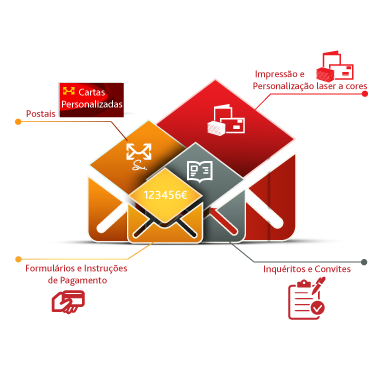 Impressão e
Personalização laser a cores
Cartas
Personalizadas
Postais
123456€
Formulários e Instruções
de Pagamento
Inquéritos e Convites